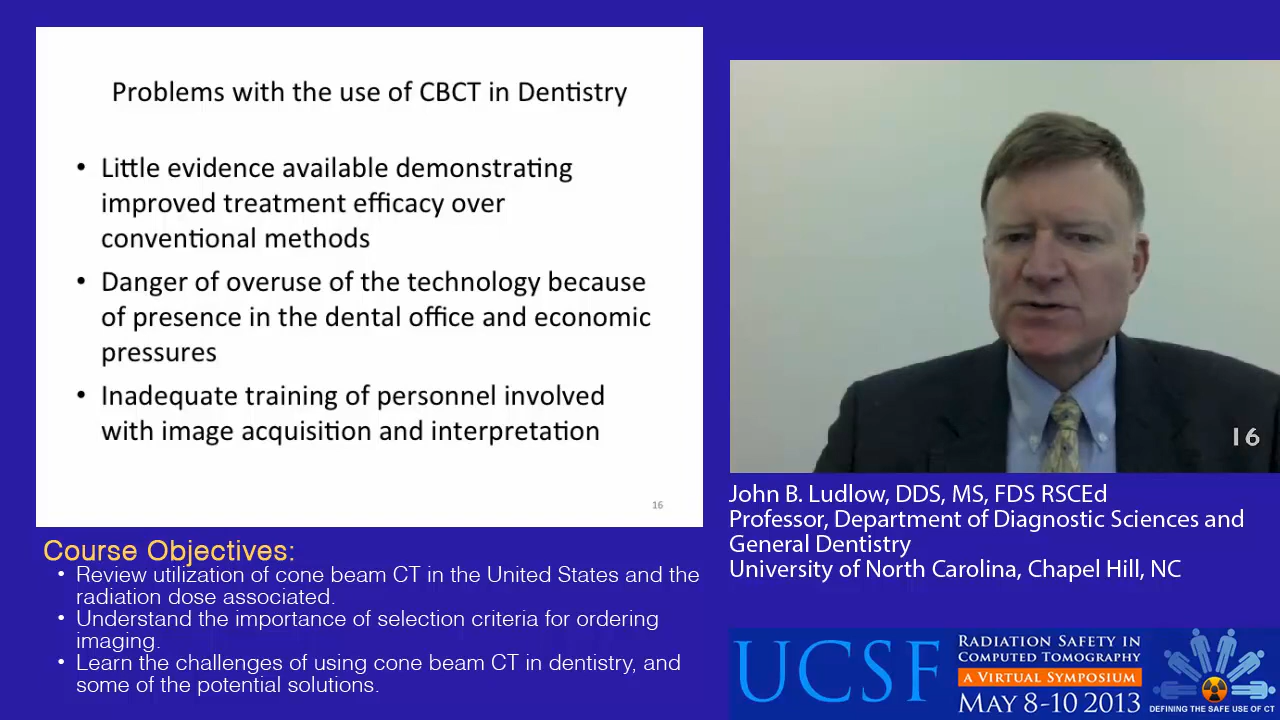 Problems with the use of CBCT in Dentistry
• Little evidence available demonstrating
improved treatment efficacy over
conventional methods
• Danger of overuse of the technology because
of presence in the dental office and economic
pressures
• Inadequate training of personnel involved
with image acquisition and interpretation
16
16
John B. Ludlow, DDS, MS, FDS RSCEd
Professor, Department of Diagnostic Sciences and
General Dentistry
University of North Carolina, Chapel Hill, NC
Course Objectives:
• Review utilization of cone beam CT in the United States and the
radiation dose associated.
• Understand the importance of selection criteria for ordering
imaging.
• Learn the challenges of using cone beam CT in dentistry, and
some of the potential solutions.
UCSF
RADIATION SAFETY IN
COMPUTED TOMOGRAPHY
A VIRTUAL SYMPOSIUM
MAY 8-10 2013
DEFINING THE SAFE USE OF CT